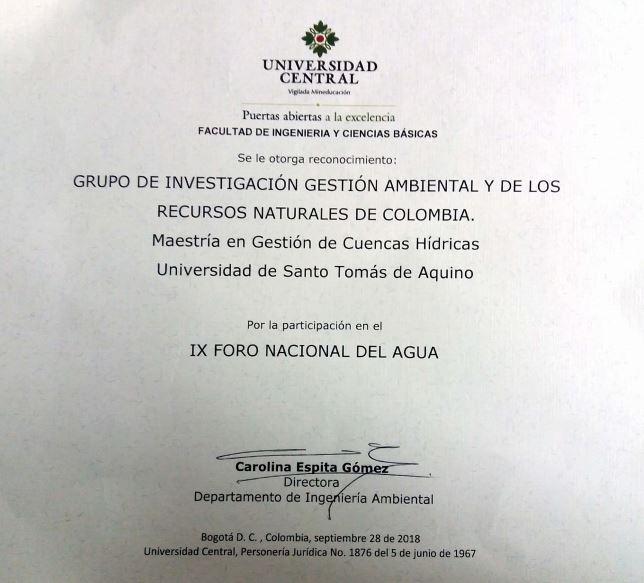 UNIVERSIDAD
CENTRAL
Vigilada Mineducación
Puertas abiertas a la excelencia
FACULTAD DE INGENIERIA Y CIENCIAS BÁSICAS
Se le otorga reconocimiento:
GRUPO DE INVESTIGACIÓN GESTIÓN AMBIENTAL Y DE LOS
RECURSOS NATURALES DE COLOMBIA.
Maestría en Gestión de Cuencas Hídricas
Universidad de Santo Tomás de Aquino
Por la participación en el
IX FORO NACIONAL DEL AGUA
Carolina Espita Gómez
Directora
Departamento de Ingeniería Ambiental
Bogotá D. C. , Colombia, septiembre 28 de 2018
Universidad Central, Personería Jurídica No. 1876 del 5 de junio de 1967